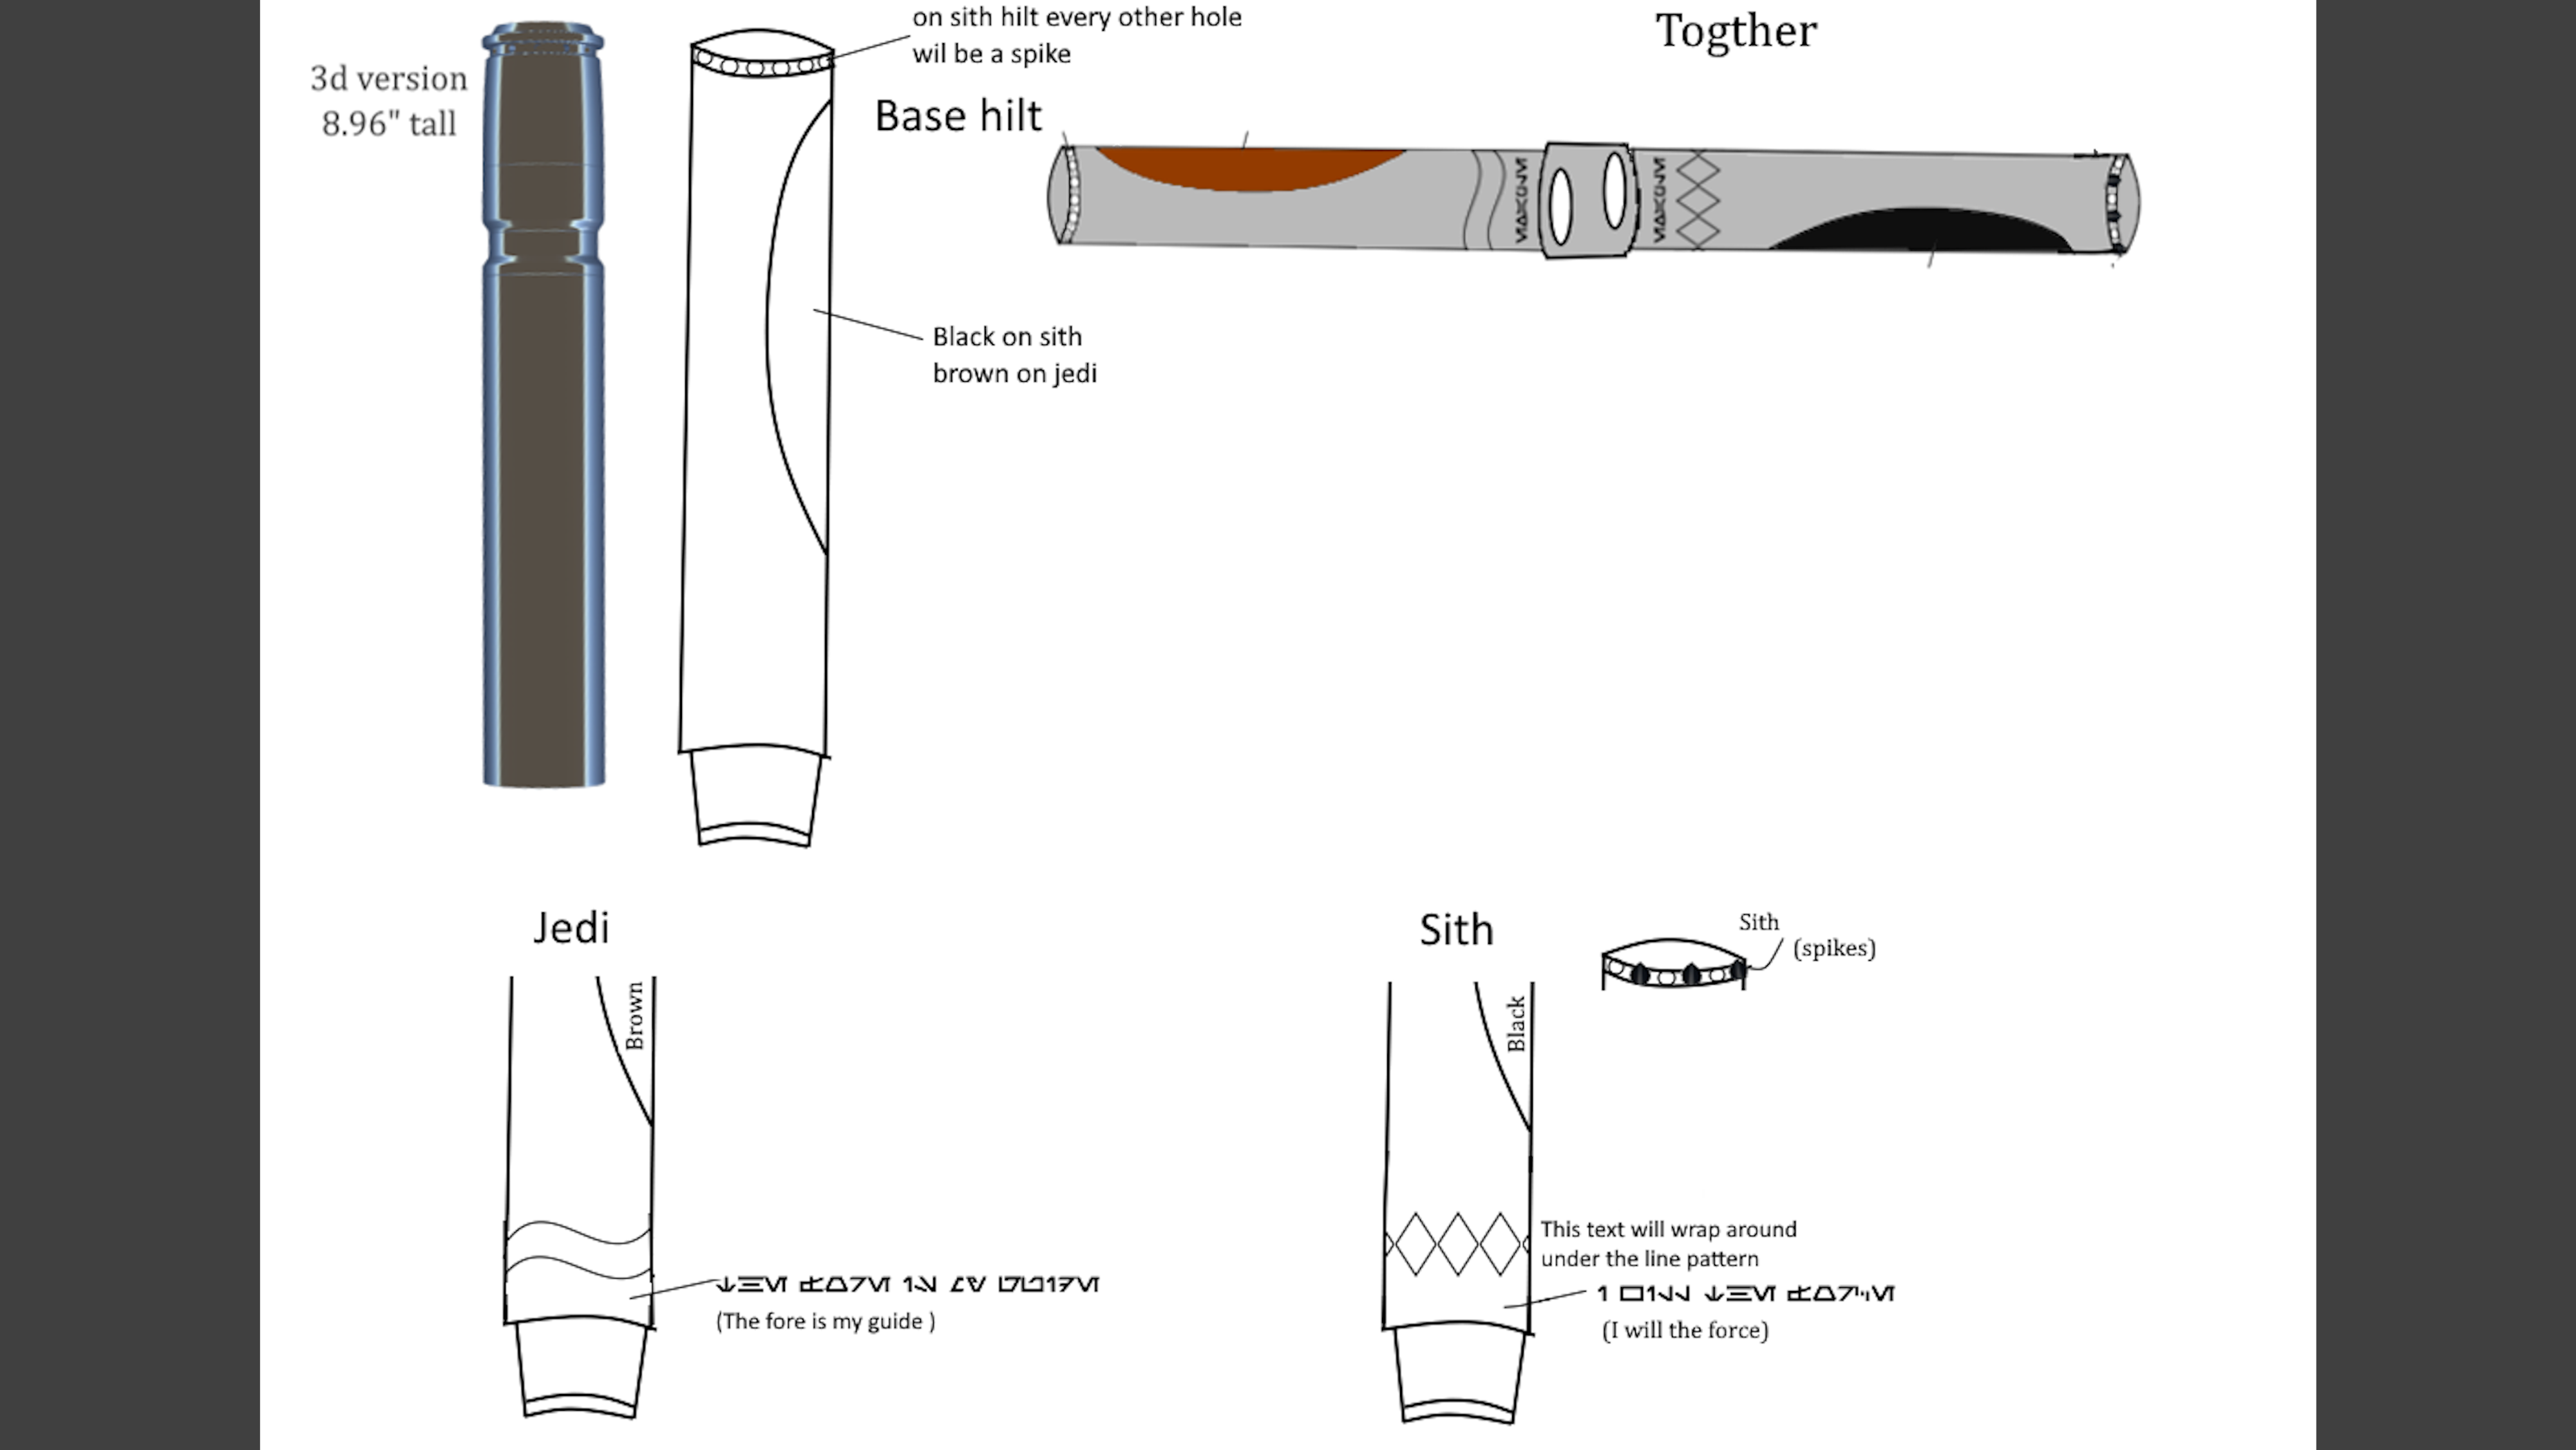 on sith hilt every other hole
wil be a spike
Togther
3d version
8.96" tall
Base hilt
Black on sith
brown on jedi
Jedi
Sith
Sith
(spikes)
Brown
Black
This text will wrap around
under the line pattern
(The fore is my guide )
(I will the force)